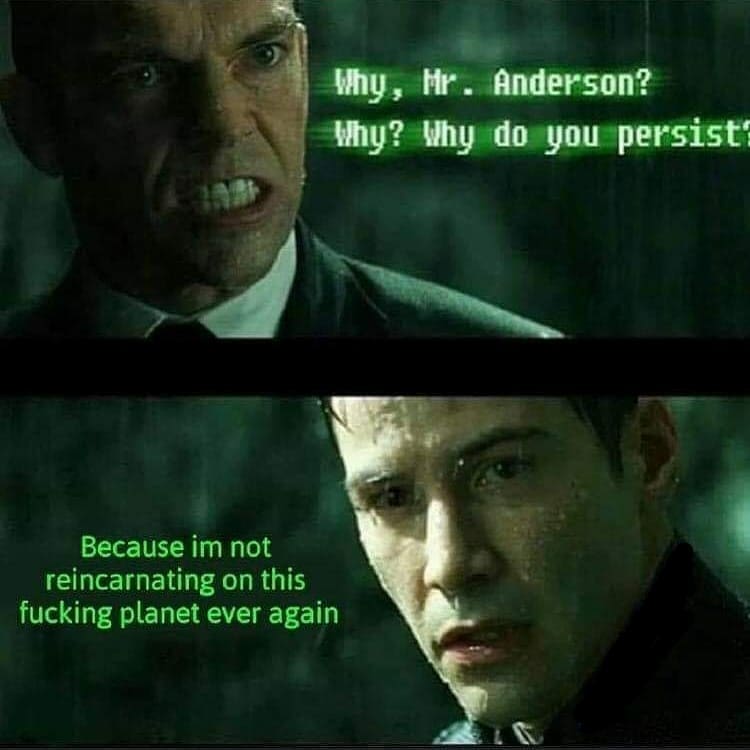 Why, Mr. Anderson?
Why? Why do you persist?
Because im not
reincarnating on this
fucking planet ever again